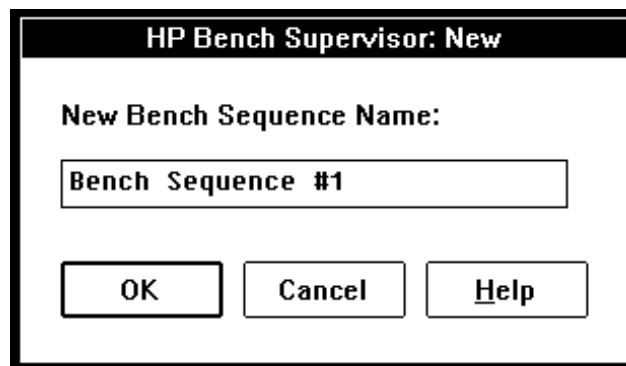 HP Bench Supervisor: New
New Bench Sequence Name:
Bench Sequence #1
OK Cancel Help